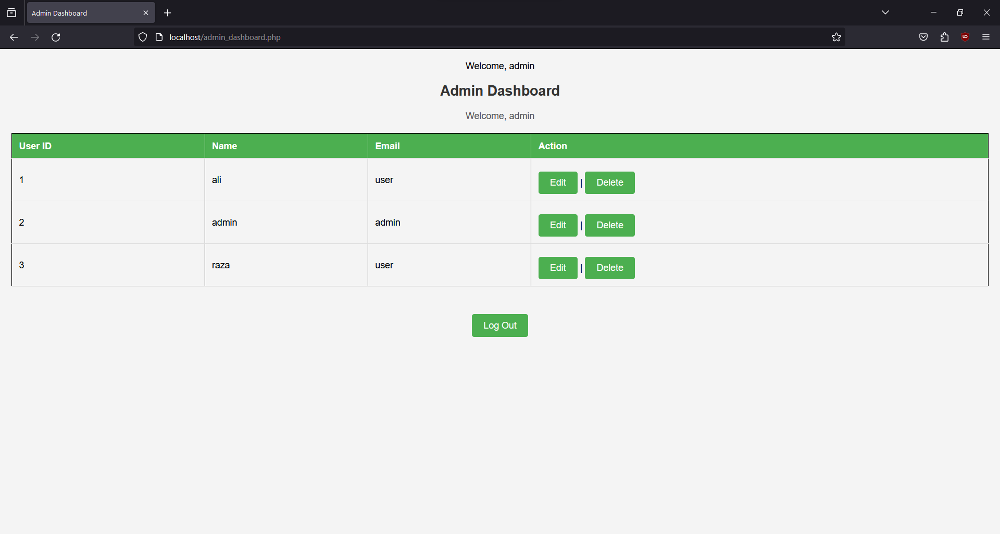 Admin Dashboard
localhost/admin_dashboard.php
Welcome, admin
Admin Dashboard
Welcome, admin
User ID Name Email Action
1 ali user Edit | Delete
2 admin admin Edit | Delete
3 raza user Edit | Delete
Log Out